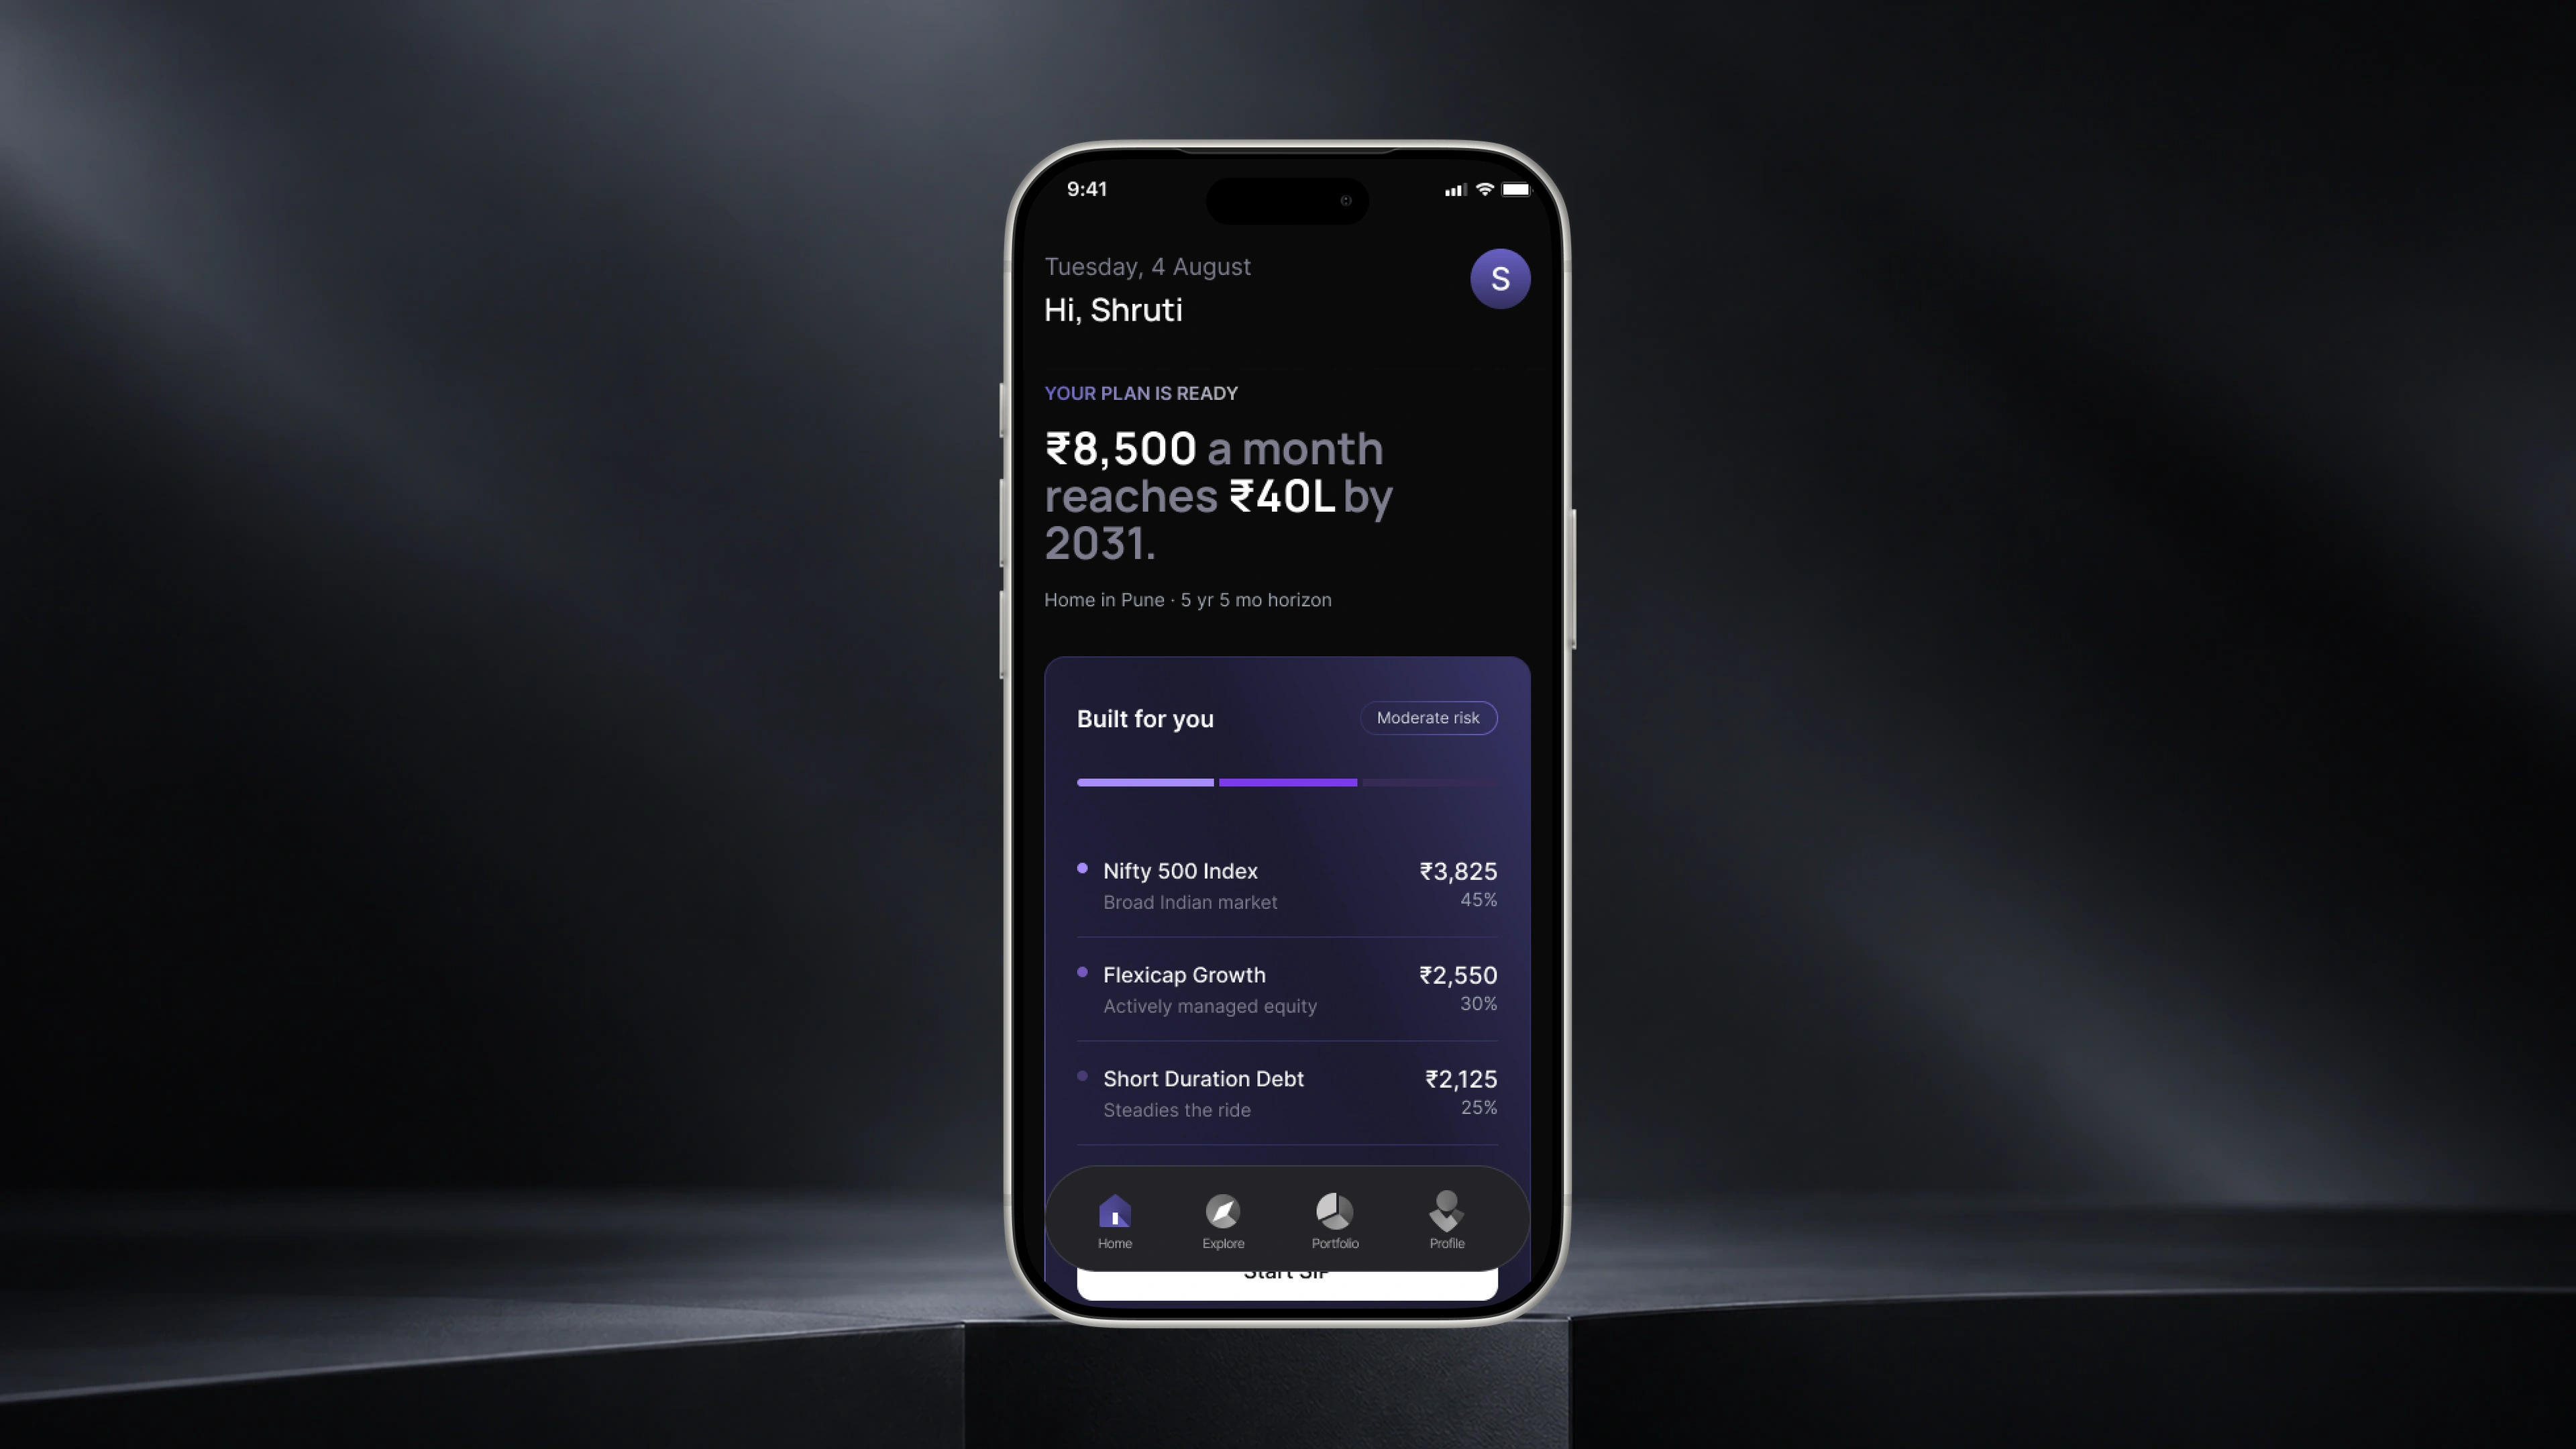 9:41
Tuesday, 4 August
S
Hi, Shruti
YOUR PLAN IS READY
₹8,500 a month
reaches ₹40L by
2031.
Home in Pune · 5 yr 5 mo horizon
Built for you
Moderate risk
Nifty 500 Index
₹3,825
Broad Indian market
45%
Flexicap Growth
₹2,550
Actively managed equity
30%
Short Duration Debt
₹2,125
Steadies the ride
25%
Home
Explore
Portfolio
Profile
Start SIP